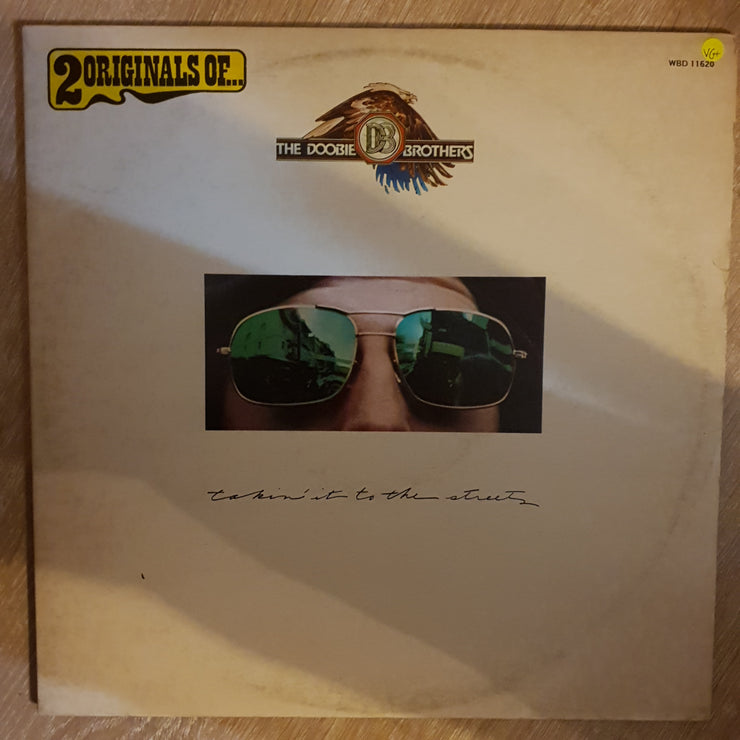 2 ORIGINALS OF...
VG+
WBD 11620
THE DOOBIE DB BROTHERS
takin' it to the streets